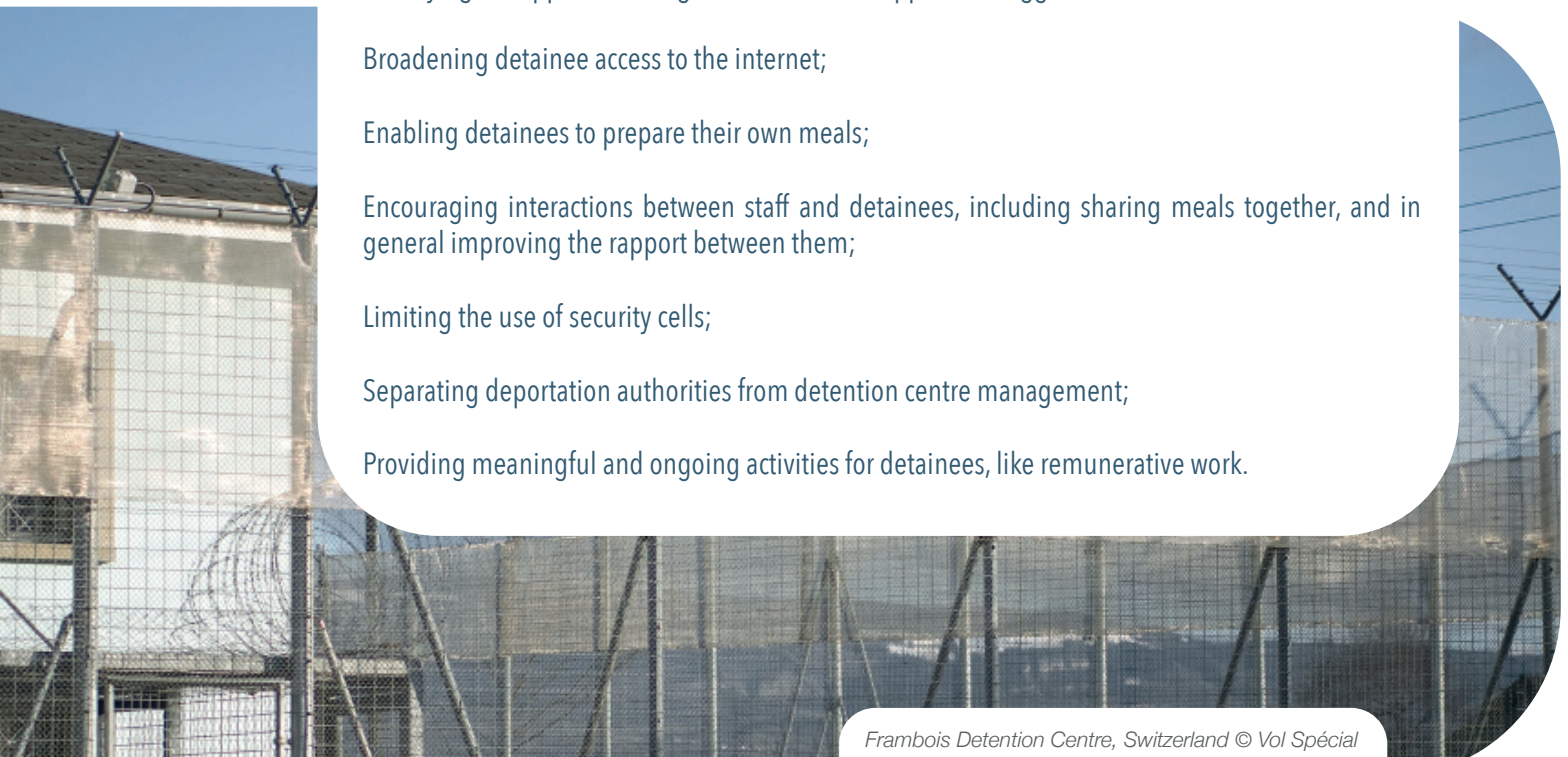 Broadening detainee access to the internet;
Enabling detainees to prepare their own meals;
Encouraging interactions between staff and detainees, including sharing meals together, and in
general improving the rapport between them;
Limiting the use of security cells;
Separating deportation authorities from detention centre management;
Providing meaningful and ongoing activities for detainees, like remunerative work.
Frambois Detention Centre, Switzerland © Vol Spécial